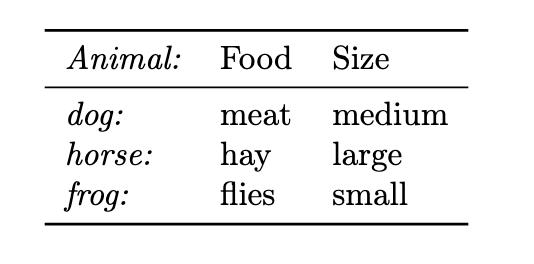 Animal: Food Size
dog: meat medium
horse: hay large
frog: flies small